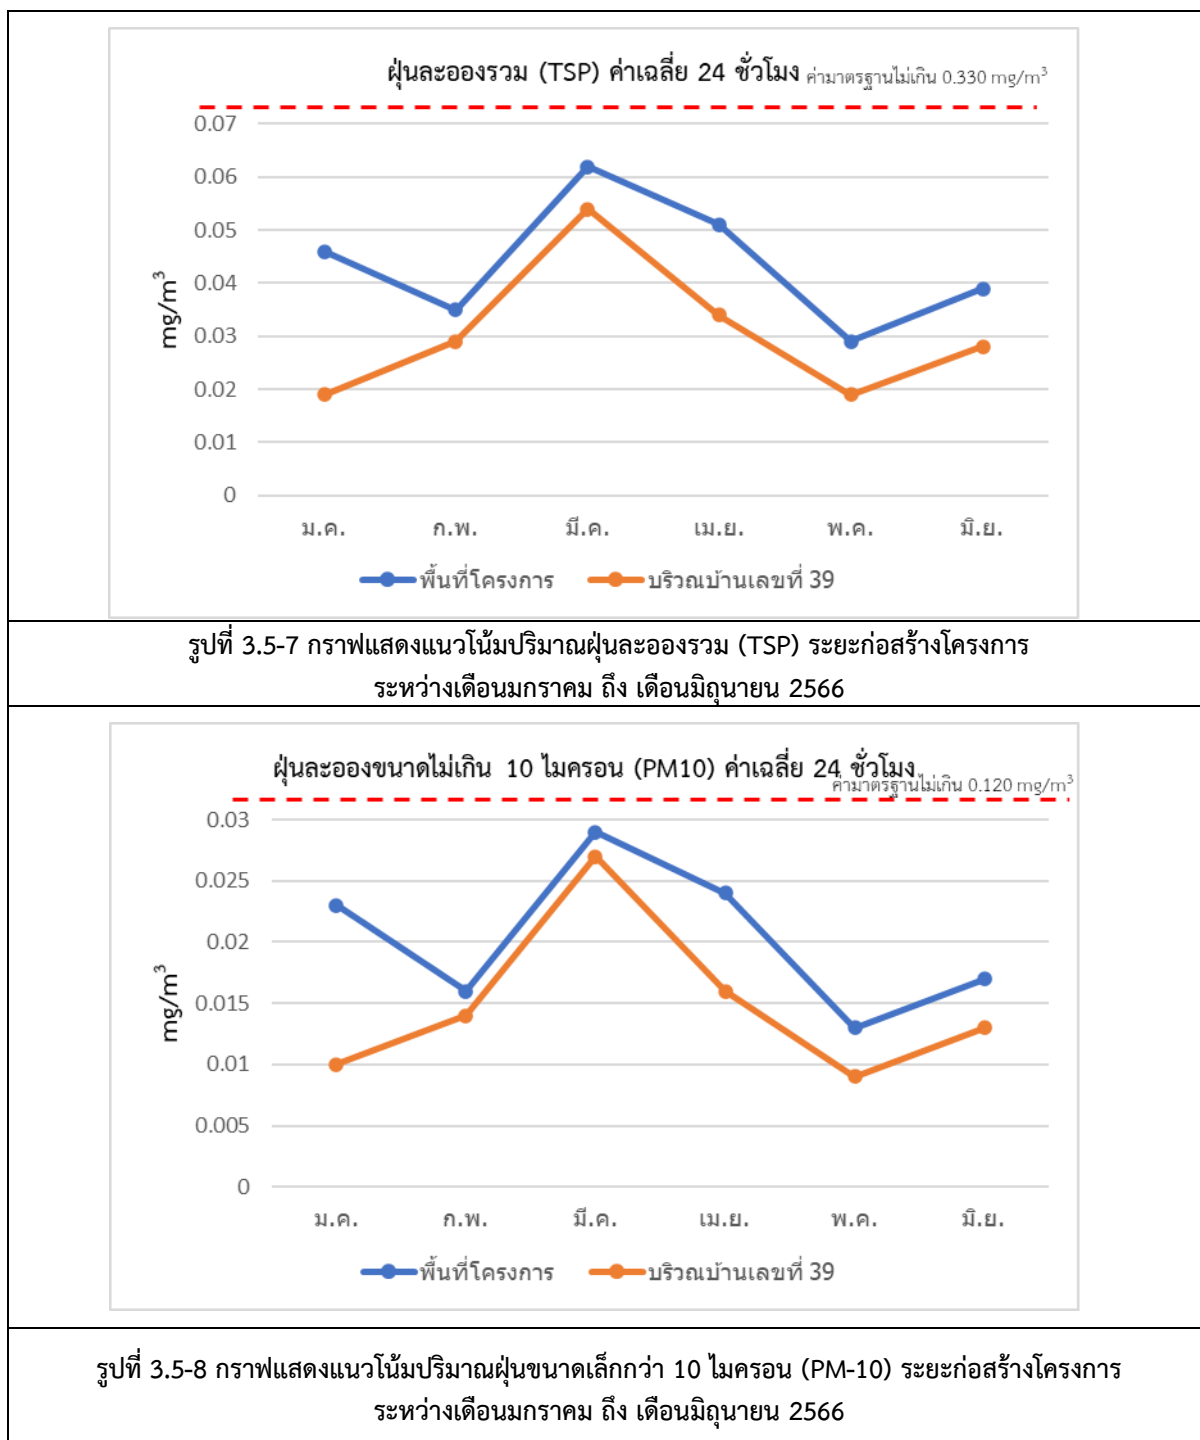 ฝุ่นละอองรวม (TSP) ค่าเฉลี่ย 24 ชั่วโมง
ค่ามาตรฐานไม่เกิน 0.330 mg/m³
0.07
0.06
0.05
0.04
0.03
0.02
0.01
0
mg/m³
ม.ค. ก.พ. มี.ค. เม.ย. พ.ค. มิ.ย.
พื้นที่โครงการ บริวณบ้านเลขที่ 39
รูปที่ 3.5-7 กราฟแสดงแนวโน้มปริมาณฝุ่นละอองรวม (TSP) ระยะก่อสร้างโครงการ
ระหว่างเดือนมกราคม ถึง เดือนมิถุนายน 2566
ฝุ่นละอองขนาดไม่เกิน 10 ไมครอน (PM10) ค่าเฉลี่ย 24 ชั่วโมง
ค่ามาตรฐานไม่เกิน 0.120 mg/m³
0.03
0.025
0.02
0.015
0.01
0.005
0
mg/m³
ม.ค. ก.พ. มี.ค. เม.ย. พ.ค. มิ.ย.
พื้นที่โครงการ บริวณบ้านเลขที่ 39
รูปที่ 3.5-8 กราฟแสดงแนวโน้มปริมาณฝุ่นขนาดเล็กกว่า 10 ไมครอน (PM-10) ระยะก่อสร้างโครงการ
ระหว่างเดือนมกราคม ถึง เดือนมิถุนายน 2566